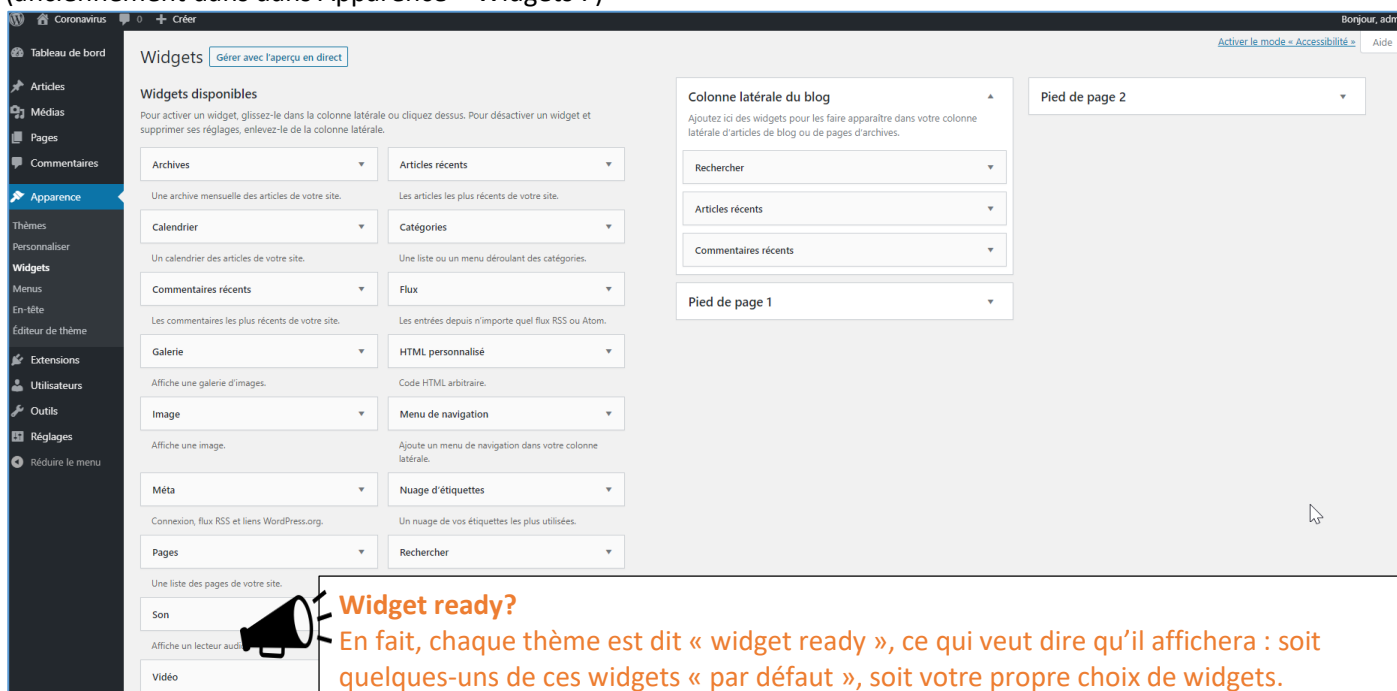 (anciennement dans dans Apparence – Widgets :)
Coronavirus 0 + Créer
Bonjour, adm
Tableau de bord
Articles
Médias
Pages
Commentaires
Apparence
Thèmes
Personnaliser
Widgets
Menus
En-tête
Éditeur de thème
Extensions
Utilisateurs
Outils
Réglages
Réduire le menu
Activer le mode « Accessibilité »
Aide
Widgets
Gérer avec l'aperçu en direct
Widgets disponibles
Pour activer un widget, glissez-le dans la colonne latérale ou cliquez dessus. Pour désactiver un widget et
supprimer ses réglages, enlevez-le de la colonne latérale.
Archives
Une archive mensuelle des articles de votre site.
Articles récents
Les articles les plus récents de votre site.
Calendrier
Un calendrier des articles de votre site.
Catégories
Une liste ou un menu déroulant des catégories.
Commentaires récents
Les commentaires les plus récents de votre site.
Flux
Les entrées depuis n'importe quel flux RSS ou Atom.
Galerie
Affiche une galerie d'images.
HTML personnalisé
Code HTML arbitraire.
Image
Affiche une image.
Menu de navigation
Ajoute un menu de navigation dans votre colonne
latérale.
Méta
Connexion, flux RSS et liens WordPress.org.
Nuage d'étiquettes
Un nuage de vos étiquettes les plus utilisées.
Pages
Une liste des pages de votre site.
Rechercher
Son
Affiche un lecteur
Vidéo
Colonne latérale du blog
Ajoutez ici des widgets pour les faire apparaître dans votre colonne
latérale d'articles de blog ou de pages d'archives.
Rechercher
Articles récents
Commentaires récents
Pied de page 1
Pied de page 2
Widget ready?
En fait, chaque thème est dit « widget ready », ce qui veut dire qu'il affichera : soit
quelques-uns de ces widgets « par défaut », soit votre propre choix de widgets.